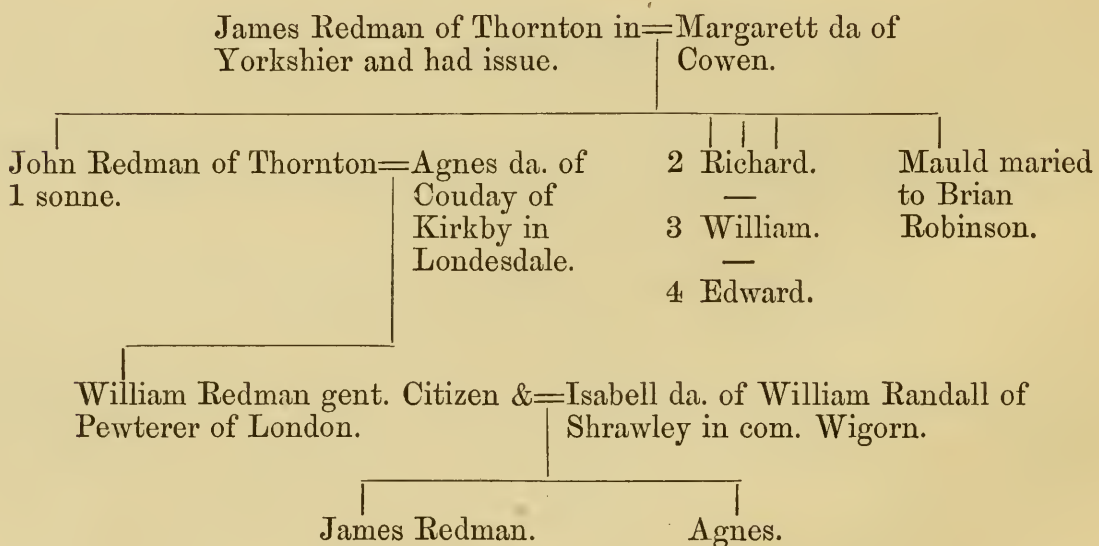 James Redman of Thornton in=Margarett da of
Yorkshier and had issue. Cowen.
John Redman of Thornton=Agnes da. of
1 sonne. Couday of
Kirkby in
Londesdale.
2 Richard.
—
3 William.
—
4 Edward.
Mauld maried
to Brian
Robinson.
William Redman gent. Citizen &=Isabell da. of William Randall of
Pewterer of London. Shrawley in com. Wigorn.
James Redman. Agnes.